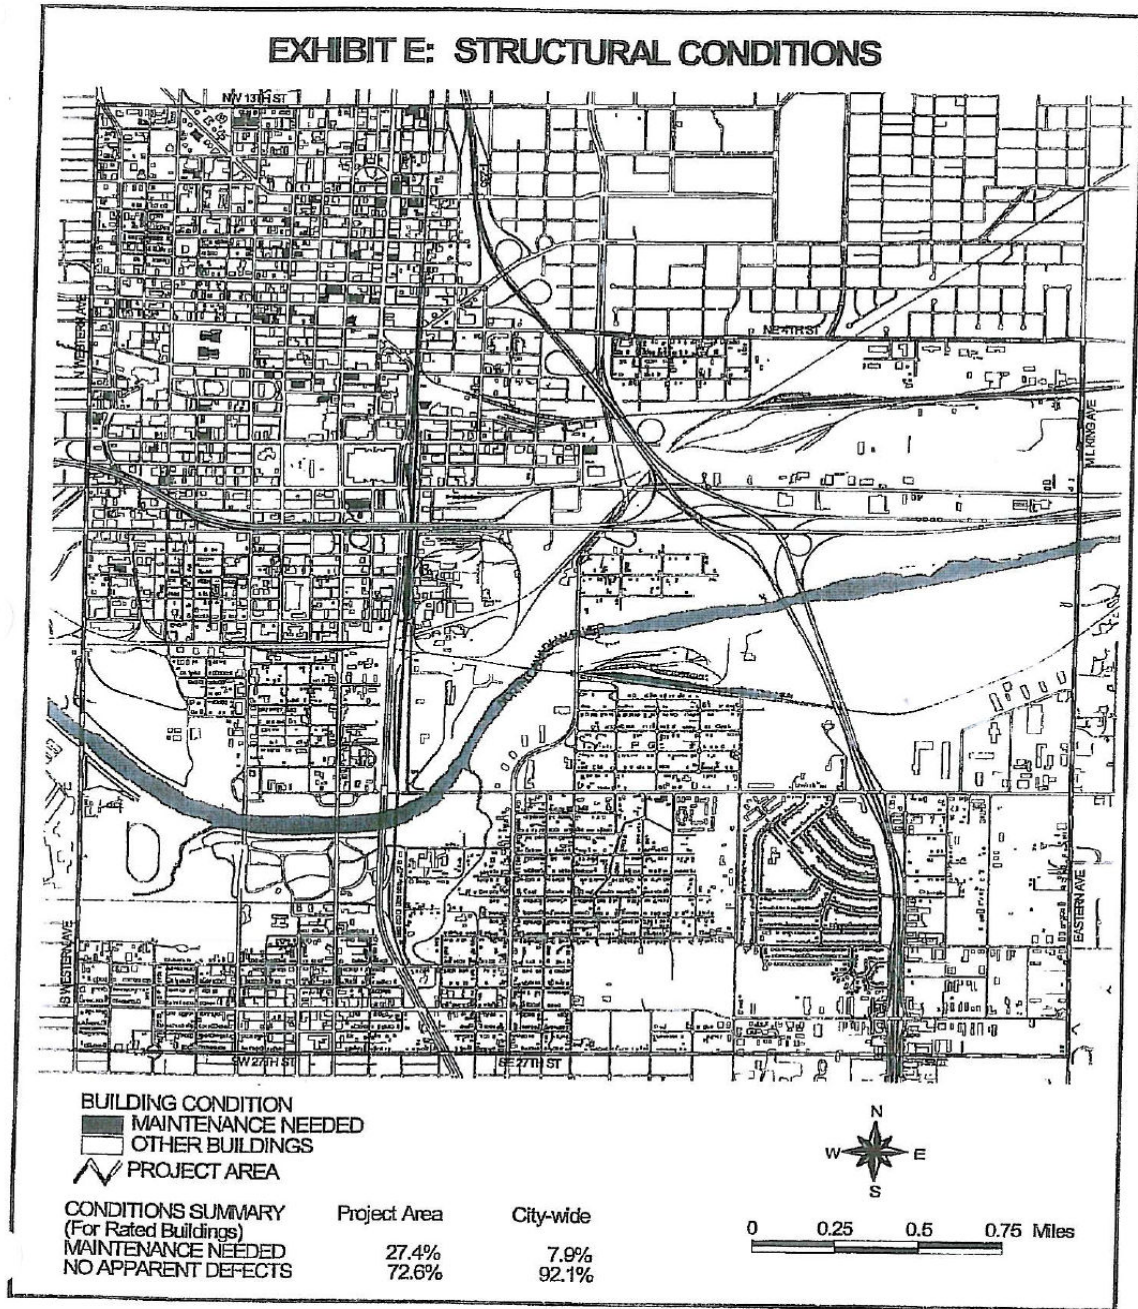 EXHIBIT E: STRUCTURAL CONDITIONS
NW 13TH ST
I-235
N WESTERN AVE
NE 4TH ST
M L KING AVE
40
S WESTERN AVE
EASTERN AVE
SW 27TH ST
SE 27TH ST
BUILDING CONDITION
MAINTENANCE NEEDED
OTHER BUILDINGS
PROJECT AREA
N
W E
S
CONDITIONS SUMMARY Project Area City-wide
(For Rated Buildings)
MAINTENANCE NEEDED 27.4% 7.9%
NO APPARENT DEFECTS 72.6% 92.1%
0 0.25 0.5 0.75 Miles